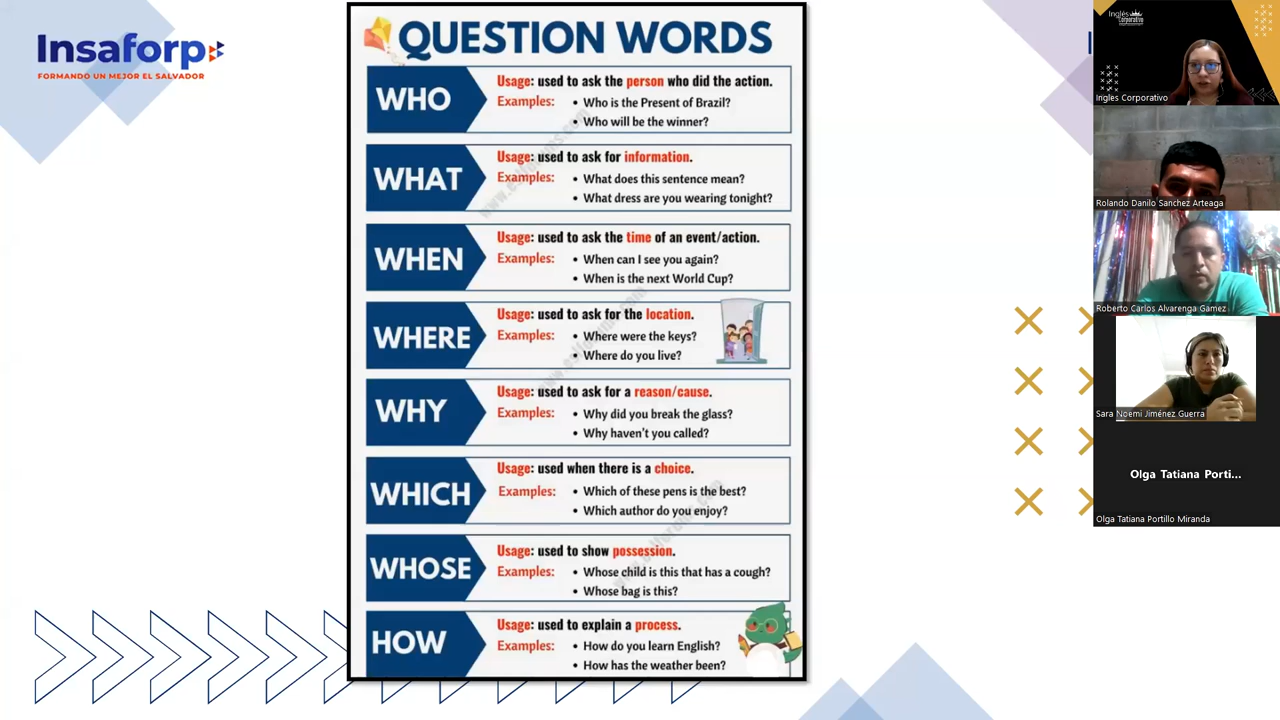 Insaforp
FORMANDO UN MEJOR EL SALVADOR
QUESTION WORDS
WHO
Usage: used to ask the person who did the action.
Examples:
• Who is the Present of Brazil?
• Who will be the winner?
WHAT
Usage: used to ask for information.
Examples:
• What does this sentence mean?
• What dress are you wearing tonight?
WHEN
Usage: used to ask the time of an event/action.
Examples:
• When can I see you again?
• When is the next World Cup?
WHERE
Usage: used to ask for the location.
Examples:
• Where were the keys?
• Where do you live?
WHY
Usage: used to ask for a reason/cause.
Examples:
• Why did you break the glass?
• Why haven't you called?
WHICH
Usage: used when there is a choice.
Examples:
• Which of these pens is the best?
• Which author do you enjoy?
WHOSE
Usage: used to show possession.
Examples:
• Whose child is this that has a cough?
• Whose bag is this?
HOW
Usage: used to explain a process.
Examples:
• How do you learn English?
• How has the weather been?
Inglés
Corporativo
Ingles Corporativo
Rolando Danilo Sanchez Arteaga
Roberto Carlos Alvarenga Gamez
Sara Noemi Jiménez Guerra
Olga Tatiana Porti...
Olga Tatiana Portillo Miranda